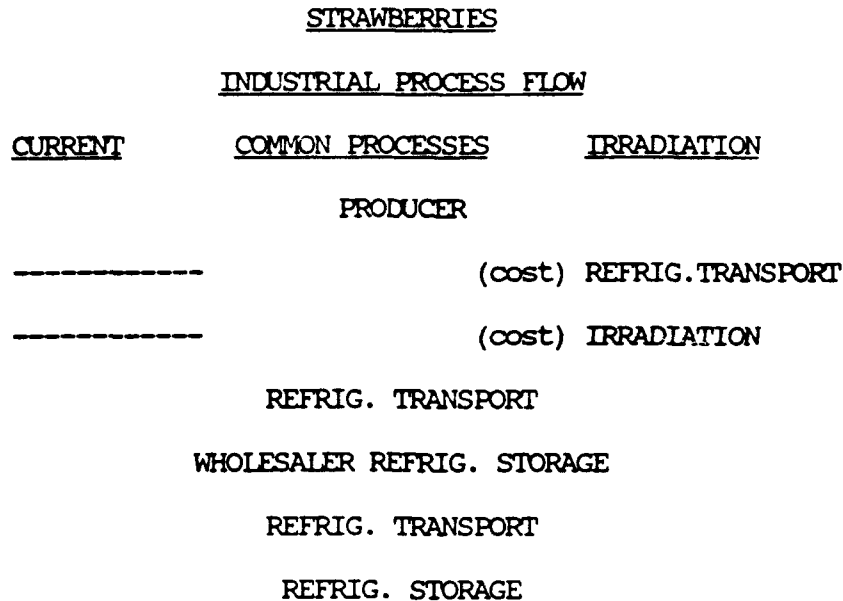 STRAWBERRIES
INDUSTRIAL PROCESS FLOW
CURRENT COMMON PROCESSES IRRADIATION
PRODUCER
------------ (cost) REFRIG.TRANSPORT
------------ (cost) IRRADIATION
REFRIG. TRANSPORT
WHOLESALER REFRIG. STORAGE
REFRIG. TRANSPORT
REFRIG. STORAGE